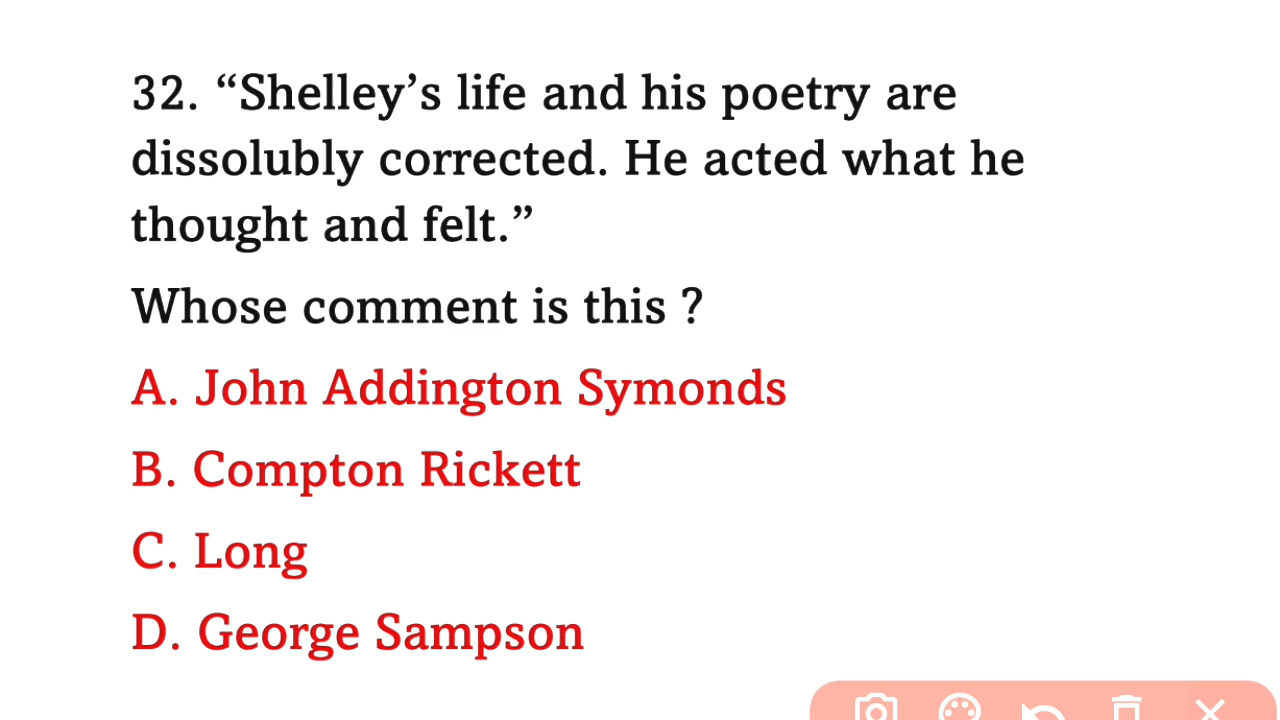 32. “Shelley’s life and his poetry are
dissolubly corrected. He acted what he
thought and felt.”
Whose comment is this ?
A. John Addington Symonds
B. Compton Rickett
C. Long
D. George Sampson